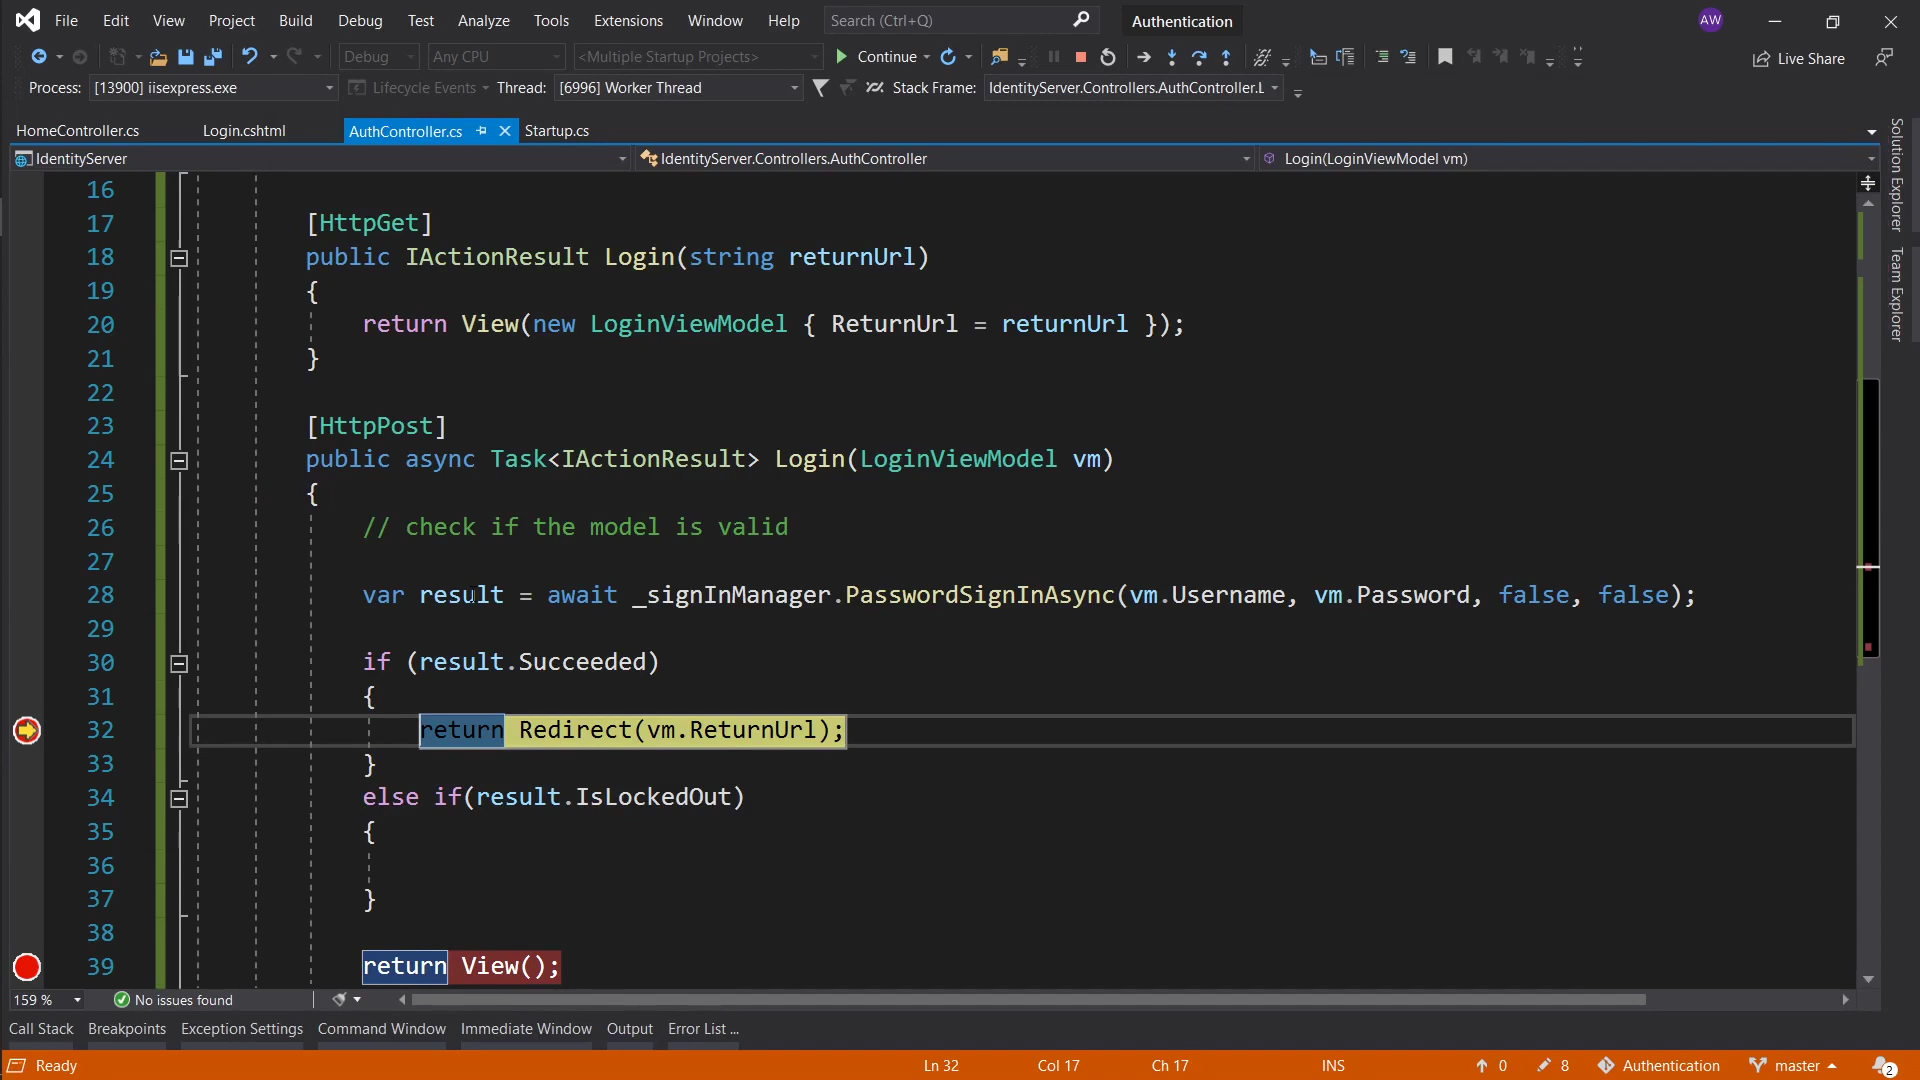 File Edit View Project Build Debug Test Analyze Tools Extensions Window Help Search (Ctrl+Q) Authentication AW
Debug Any CPU <Multiple Startup Projects> Continue Live Share
Process: [13900] iisexpress.exe Lifecycle Events Thread: [6996] Worker Thread Stack Frame: IdentityServer.Controllers.AuthController.L
HomeController.cs Login.cshtml AuthController.cs Startup.cs
IdentityServer IdentityServer.Controllers.AuthController Login(LoginViewModel vm)
16
17 [HttpGet]
18 public IActionResult Login(string returnUrl)
19 {
20 return View(new LoginViewModel { ReturnUrl = returnUrl });
21 }
22
23 [HttpPost]
24 public async Task<IActionResult> Login(LoginViewModel vm)
25 {
26 // check if the model is valid
27
28 var result = await _signInManager.PasswordSignInAsync(vm.Username, vm.Password, false, false);
29
30 if (result.Succeeded)
31 {
32 return Redirect(vm.ReturnUrl);
33 }
34 else if(result.IsLockedOut)
35 {
36
37 }
38
39 return View();
159 % No issues found
Call Stack Breakpoints Exception Settings Command Window Immediate Window Output Error List ...
Ready Ln 32 Col 17 Ch 17 INS 0 8 Authentication master 2
Solution Explorer
Team Explorer